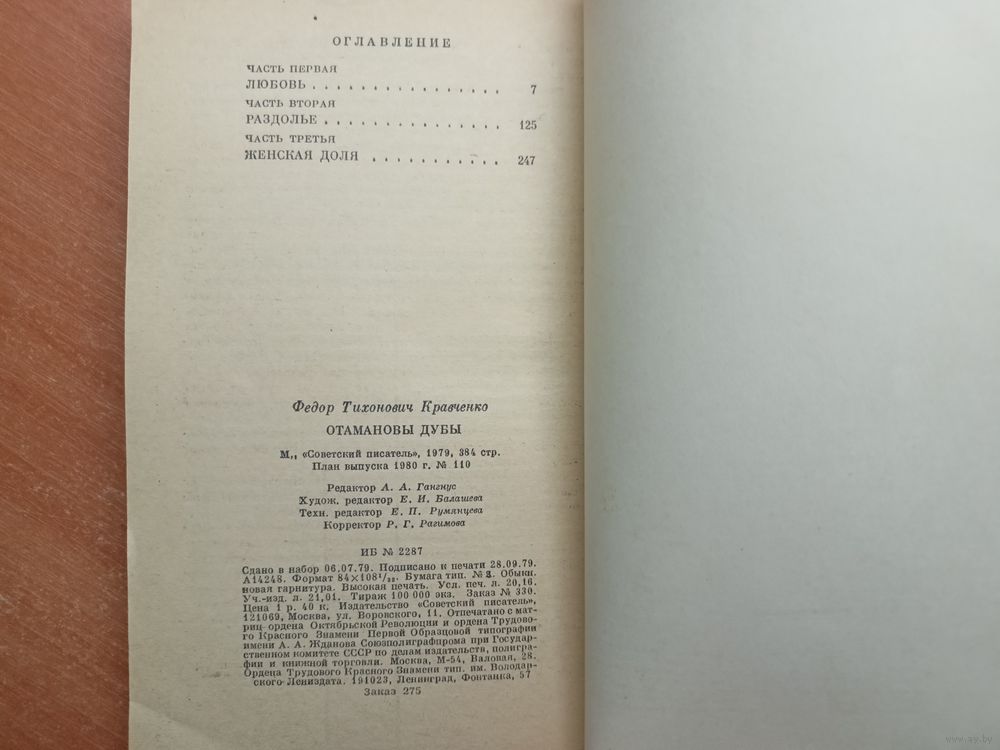 ОГЛАВЛЕНИЕ
ЧАСТЬ ПЕРВАЯ
ЛЮБОВЬ . . . . . . . . . . . . . . . . 7
ЧАСТЬ ВТОРАЯ
РАЗДОЛЬЕ . . . . . . . . . . . . . . . 125
ЧАСТЬ ТРЕТЬЯ
ЖЕНСКАЯ ДОЛЯ . . . . . . . . . . . 247
Федор Тихонович Кравченко
ОТАМАНОВЫ ДУБЫ
М., «Советский писатель», 1979, 384 стр.
План выпуска 1980 г. № 110
Редактор А. А. Гангнус
Худож. редактор Е. И. Балашева
Техн. редактор Е. П. Румянцева
Корректор Р. Г. Рагимова
ИБ № 2287
Сдано в набор 06.07.79. Подписано к печати 28.09.79.
А14248. Формат 84×108¹/₃₂. Бумага тип. № 2. Обыкн.
новая гарнитура. Высокая печать. Усл. печ. л. 20,16.
Уч.-изд. л. 21,01. Тираж 100 000 экз. Заказ № 330.
Цена 1 р. 40 к. Издательство «Советский писатель»,
121069, Москва, ул. Воровского, 11. Отпечатано с мат-
риц ордена Октябрьской Революции и ордена Трудово-
го Красного Знамени Первой Образцовой типографии
имени А. А. Жданова Союзполиграфпрома при Государ-
ственном комитете СССР по делам издательств, полигра-
фии и книжной торговли. Москва, М-54, Валовая, 28.
Ордена Трудового Красного Знамени тип. им. Володар-
ского Лениздата. 191023, Ленинград, Фонтанка, 57
Заказ 275
www.ay.by